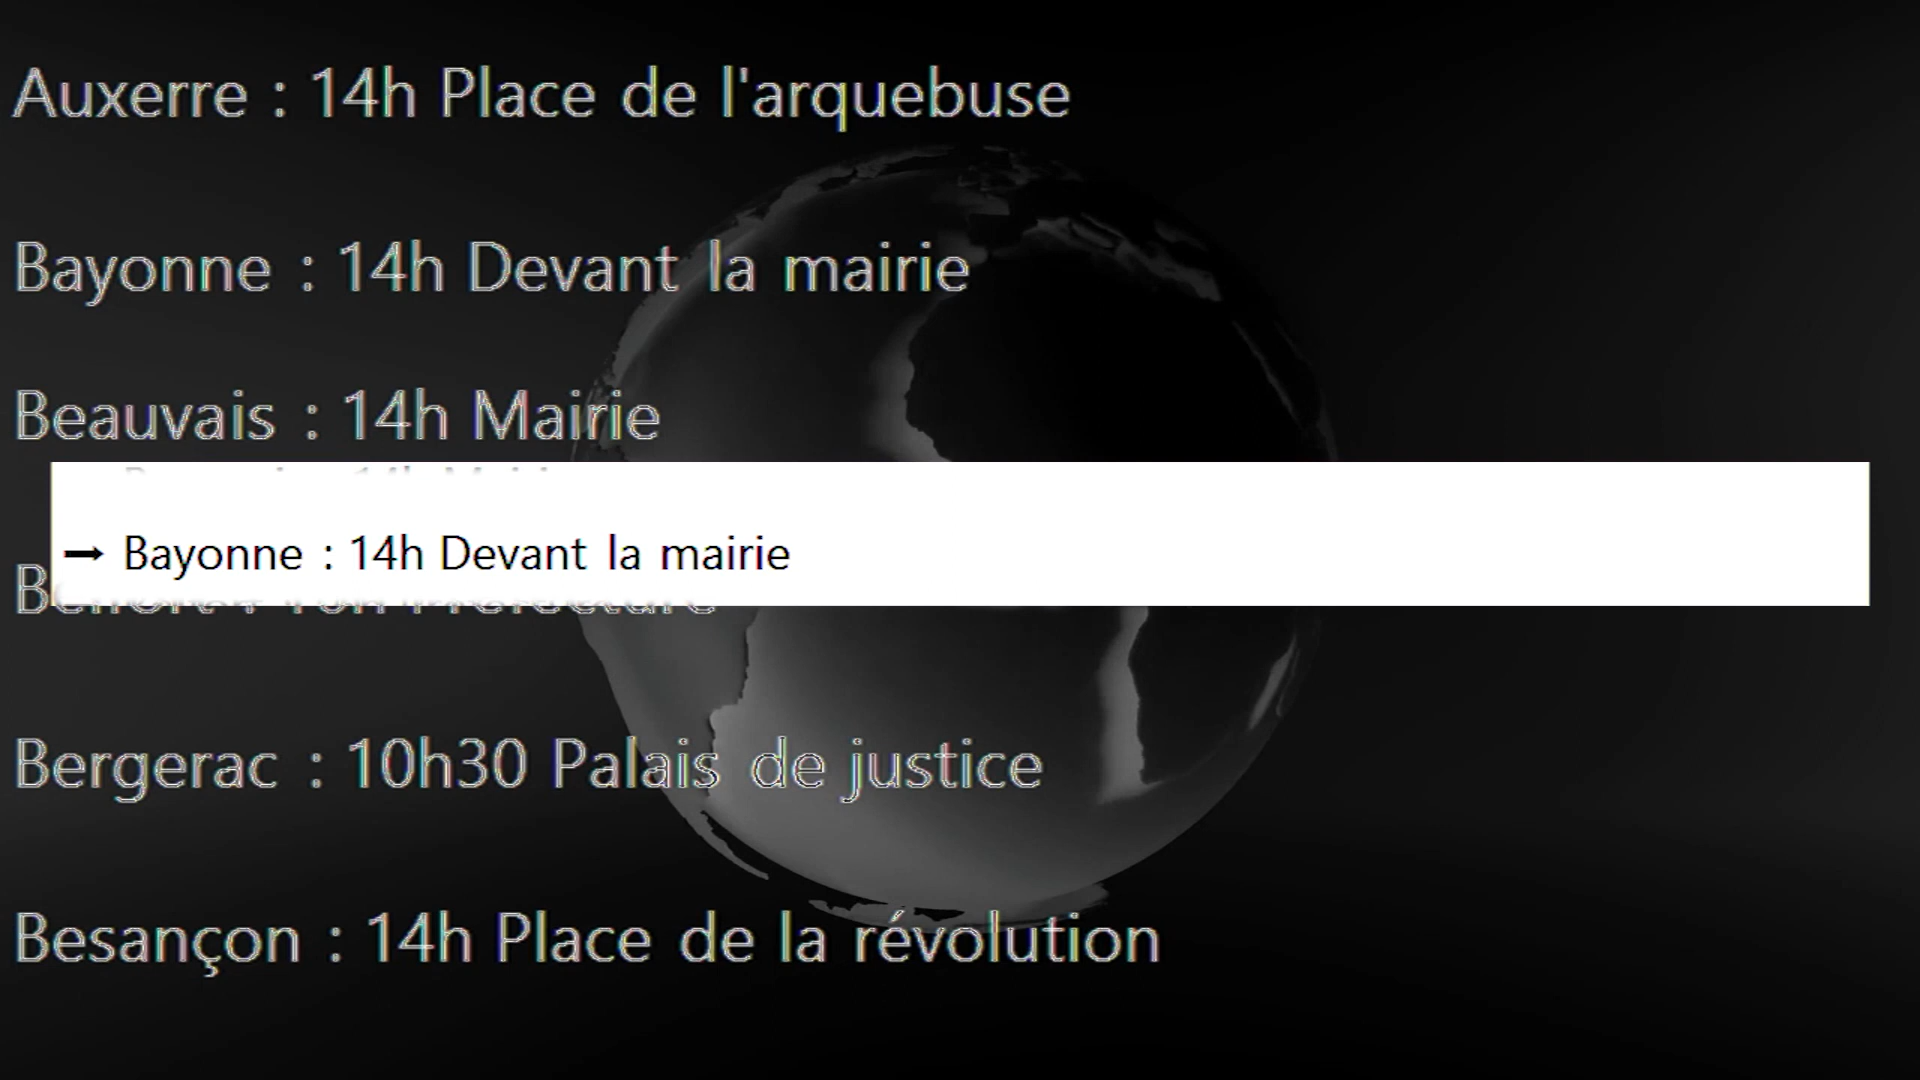 Auxerre : 14h Place de l'arquebuse
Bayonne : 14h Devant la mairie
Beauvais : 14h Mairie
➞ Bayonne : 14h Devant la mairie
Bergerac : 10h30 Palais de justice
Besançon : 14h Place de la révolution